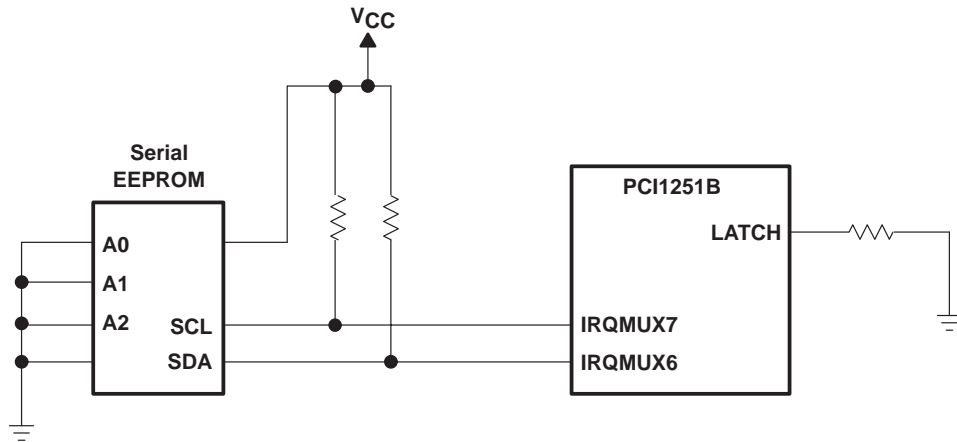 VCC
Serial
EEPROM
PCI1251B
A0
LATCH
A1
A2
SCL
IRQMUX7
SDA
IRQMUX6